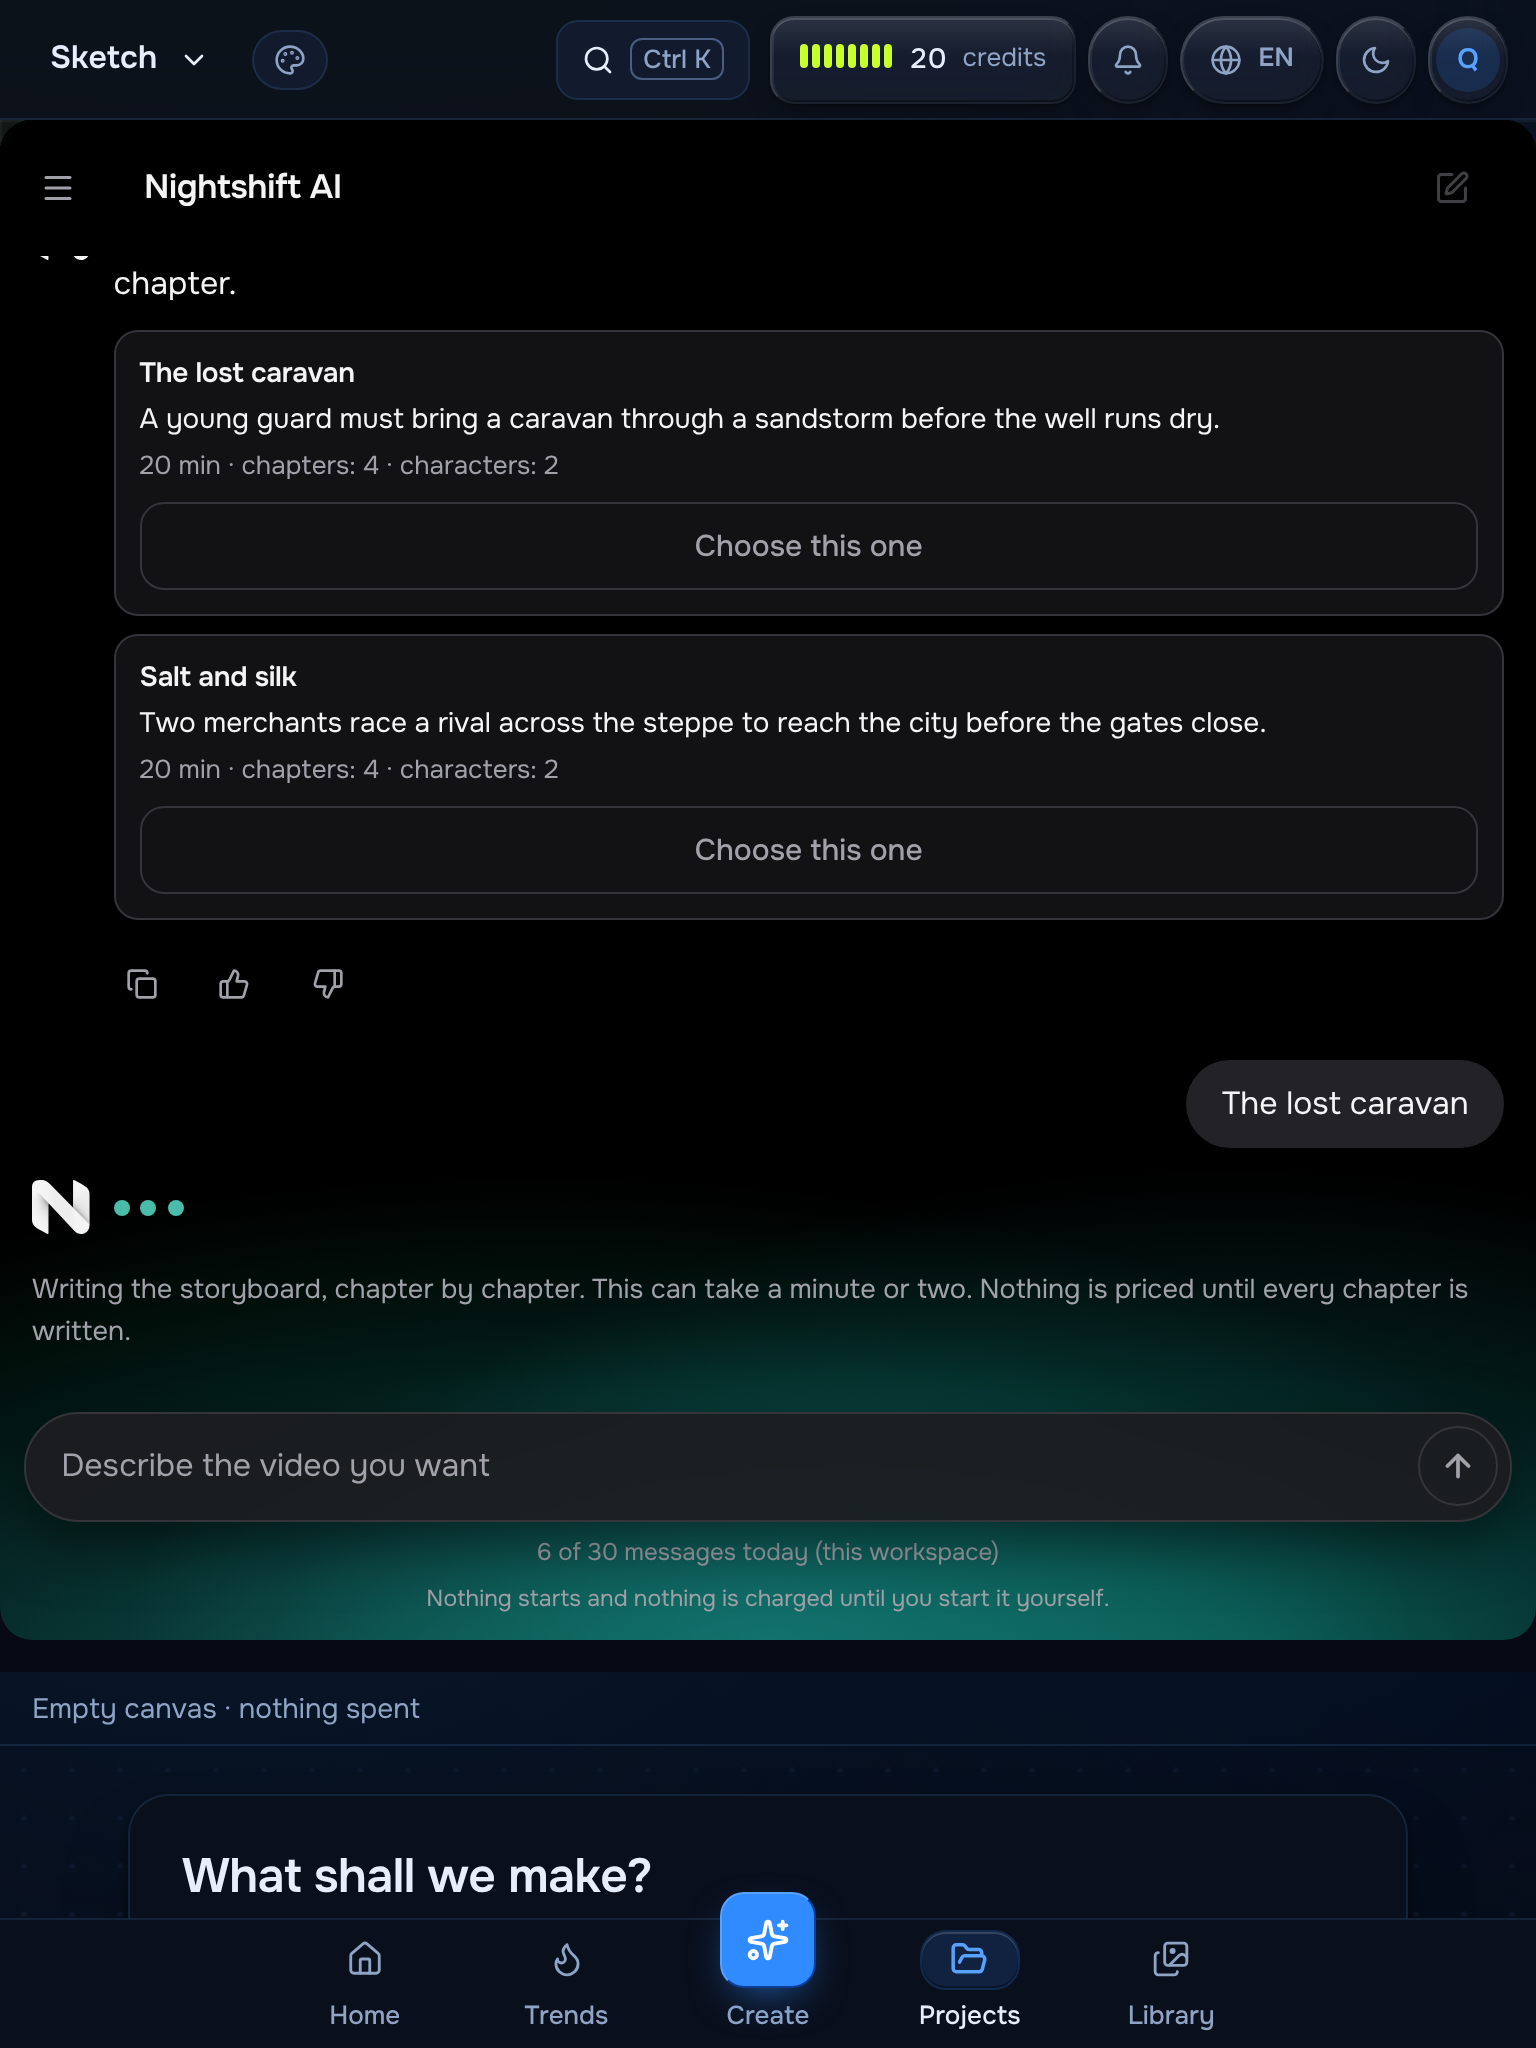 Sketch
Ctrl K
20 credits
EN
Q
Nightshift AI
chapter.
The lost caravan
A young guard must bring a caravan through a sandstorm before the well runs dry.
20 min · chapters: 4 · characters: 2
Choose this one
Salt and silk
Two merchants race a rival across the steppe to reach the city before the gates close.
20 min · chapters: 4 · characters: 2
Choose this one
The lost caravan
N
Writing the storyboard, chapter by chapter. This can take a minute or two. Nothing is priced until every chapter is
written.
Describe the video you want
6 of 30 messages today (this workspace)
Nothing starts and nothing is charged until you start it yourself.
Empty canvas · nothing spent
What shall we make?
Home
Trends
Create
Projects
Library